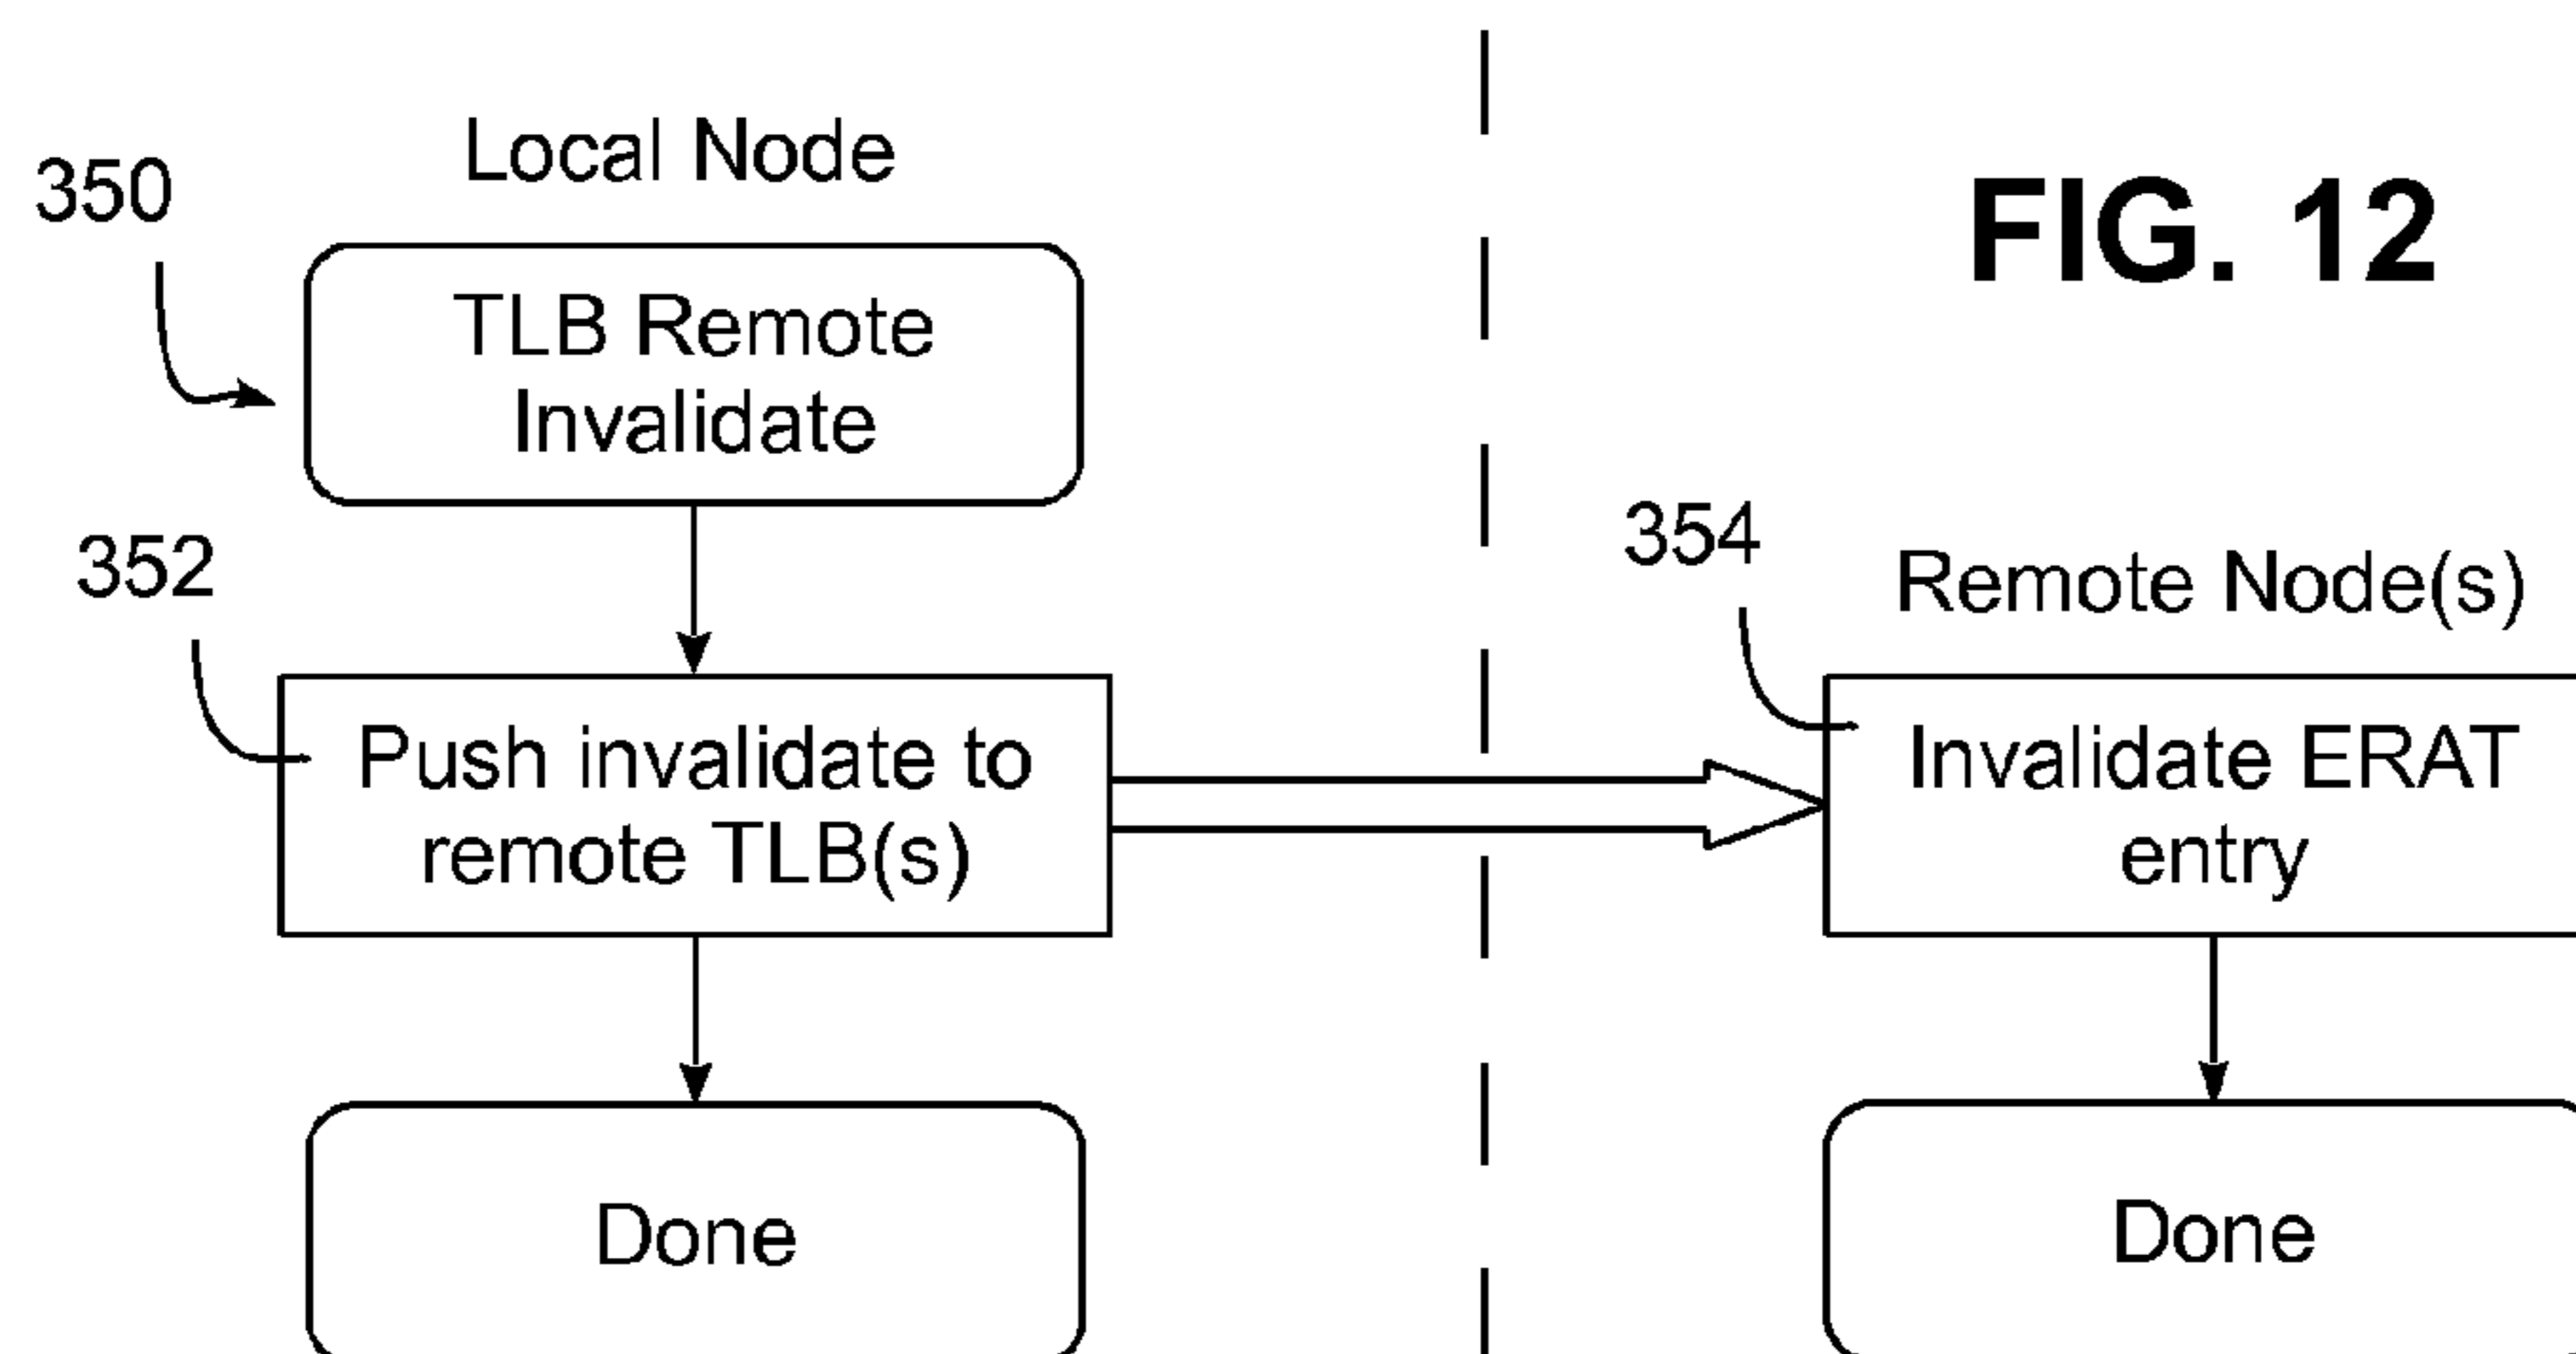 Local Node
350
FIG. 12
TLB Remote
Invalidate
352
354
Remote Node(s)
Push invalidate to
remote TLB(s)
Invalidate ERAT
entry
Done
Done